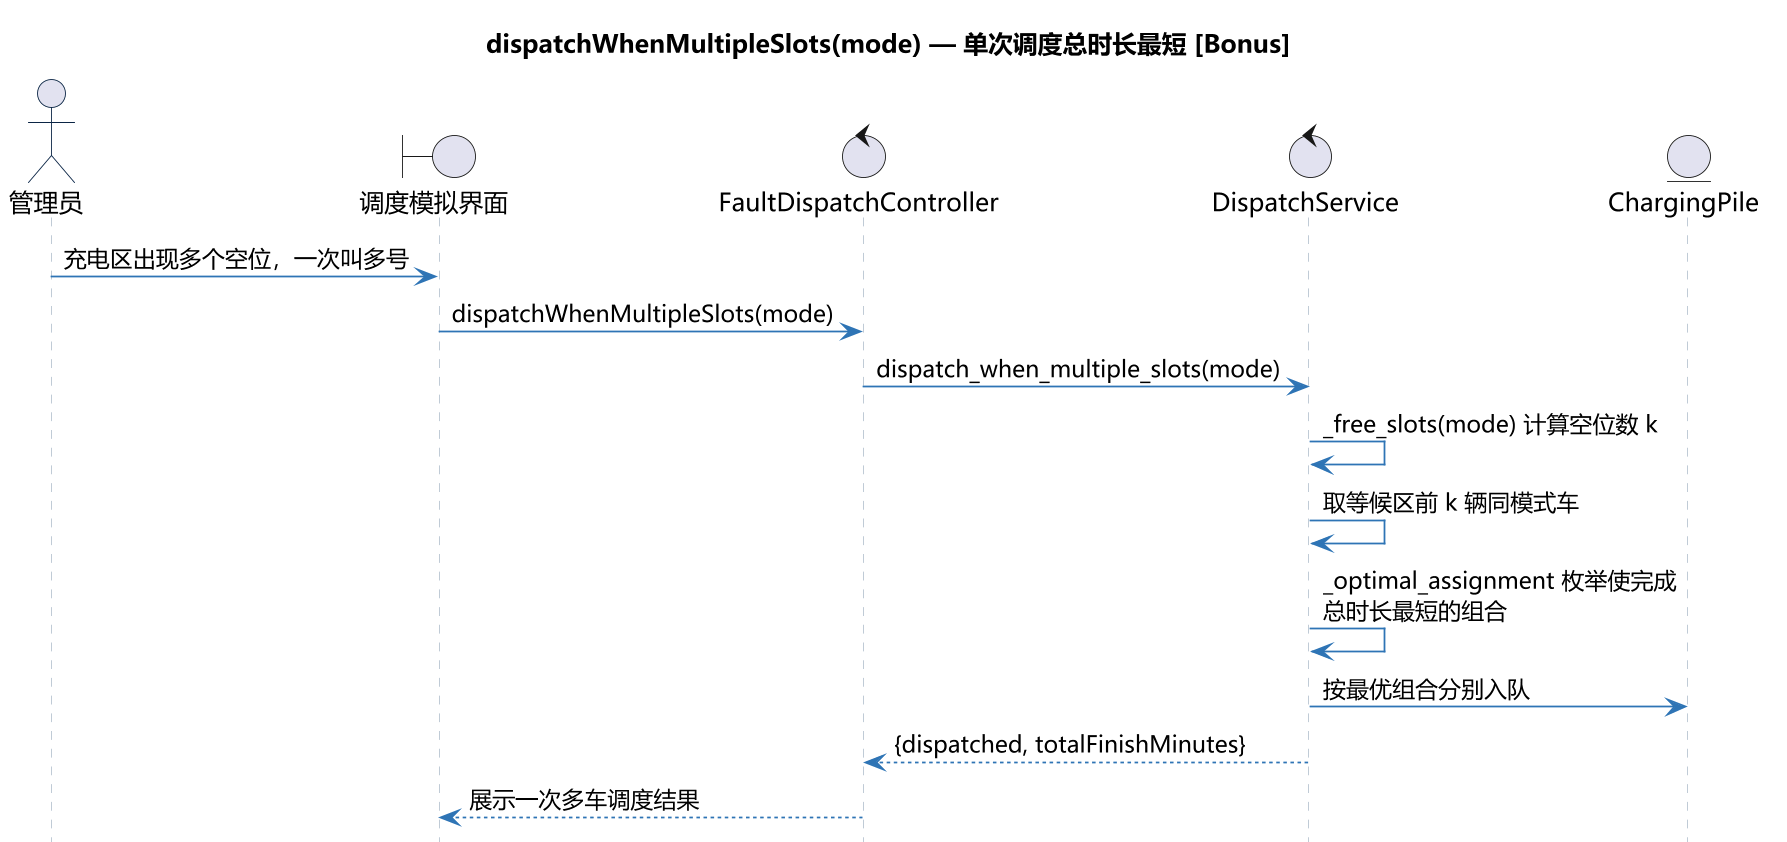 dispatchWhenMultipleSlots(mode) — 单次调度总时长最短 [Bonus]
管理员
调度模拟界面
FaultDispatchController
DispatchService
ChargingPile
充电区出现多个空位，一次叫多号
dispatchWhenMultipleSlots(mode)
dispatch_when_multiple_slots(mode)
_free_slots(mode) 计算空位数 k
取等候区前 k 辆同模式车
_optimal_assignment 枚举使完成
总时长最短的组合
按最优组合分别入队
{dispatched, totalFinishMinutes}
展示一次多车调度结果